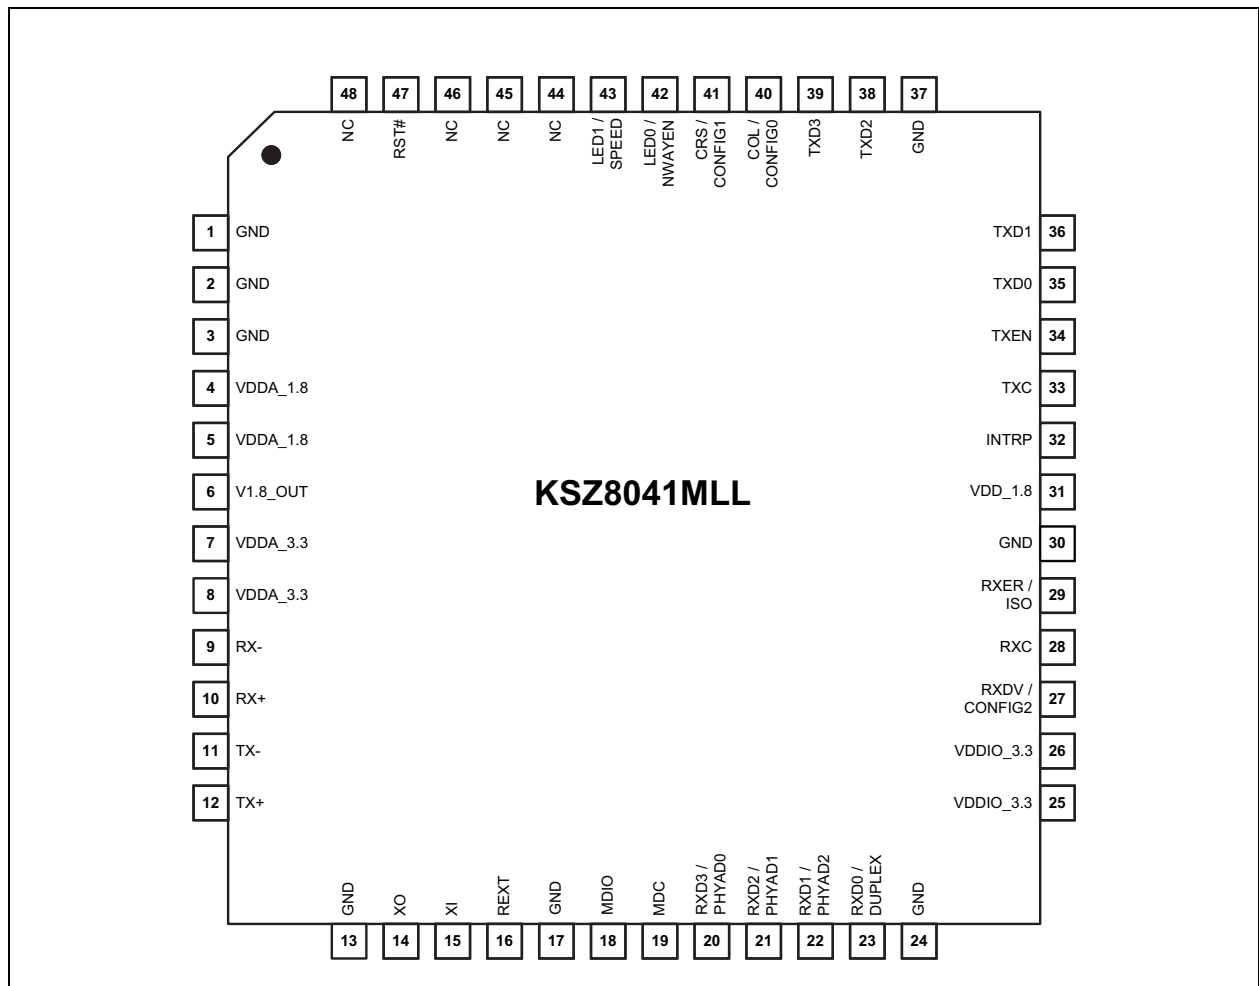 48 47 46 45 44 43 42 41 40 39 38 37
NC
RST#
NC
NC
NC
LED1 /
SPEED
LED0 /
NWAYEN
CRS /
CONFIG1
COL /
CONFIG0
TXD3
TXD2
GND
1 GND
2 GND
3 GND
4 VDDA_1.8
5 VDDA_1.8
6 V1.8_OUT
7 VDDA_3.3
8 VDDA_3.3
9 RX-
10 RX+
11 TX-
12 TX+
KSZ8041MLL
TXD1 36
TXD0 35
TXEN 34
TXC 33
INTRP 32
VDD_1.8 31
GND 30
RXER /
ISO 29
RXC 28
RXDV /
CONFIG2 27
VDDIO_3.3 26
VDDIO_3.3 25
GND
XO
XI
REXT
GND
MDIO
MDC
RXD3 /
PHYAD0
RXD2 /
PHYAD1
RXD1 /
PHYAD2
RXD0 /
DUPLEX
GND
13 14 15 16 17 18 19 20 21 22 23 24